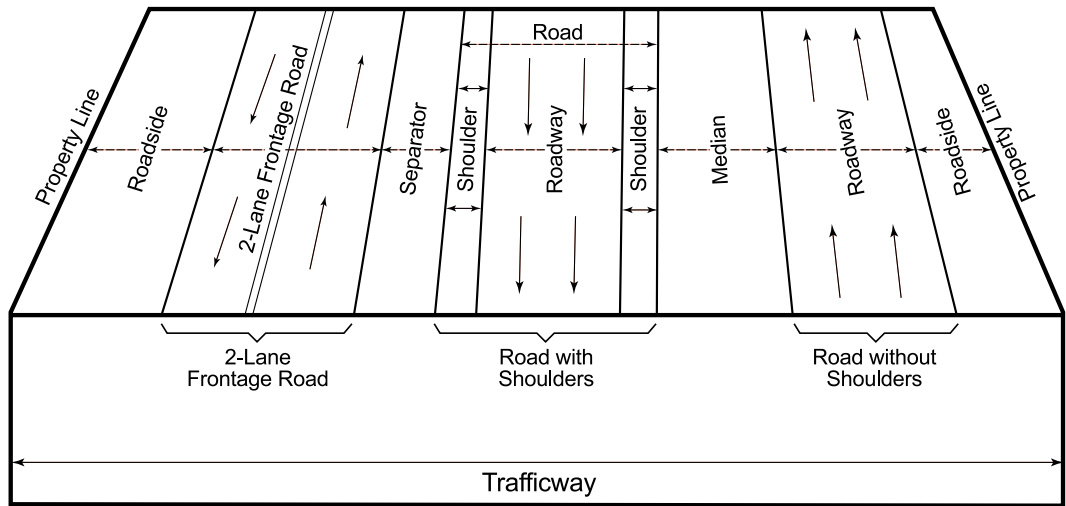 Road
Property Line
Roadside
2-Lane Frontage Road
Separator
Shoulder
Roadway
Shoulder
Median
Roadway
Roadside
Property Line
2-Lane
Frontage Road
Road with
Shoulders
Road without
Shoulders
Trafficway